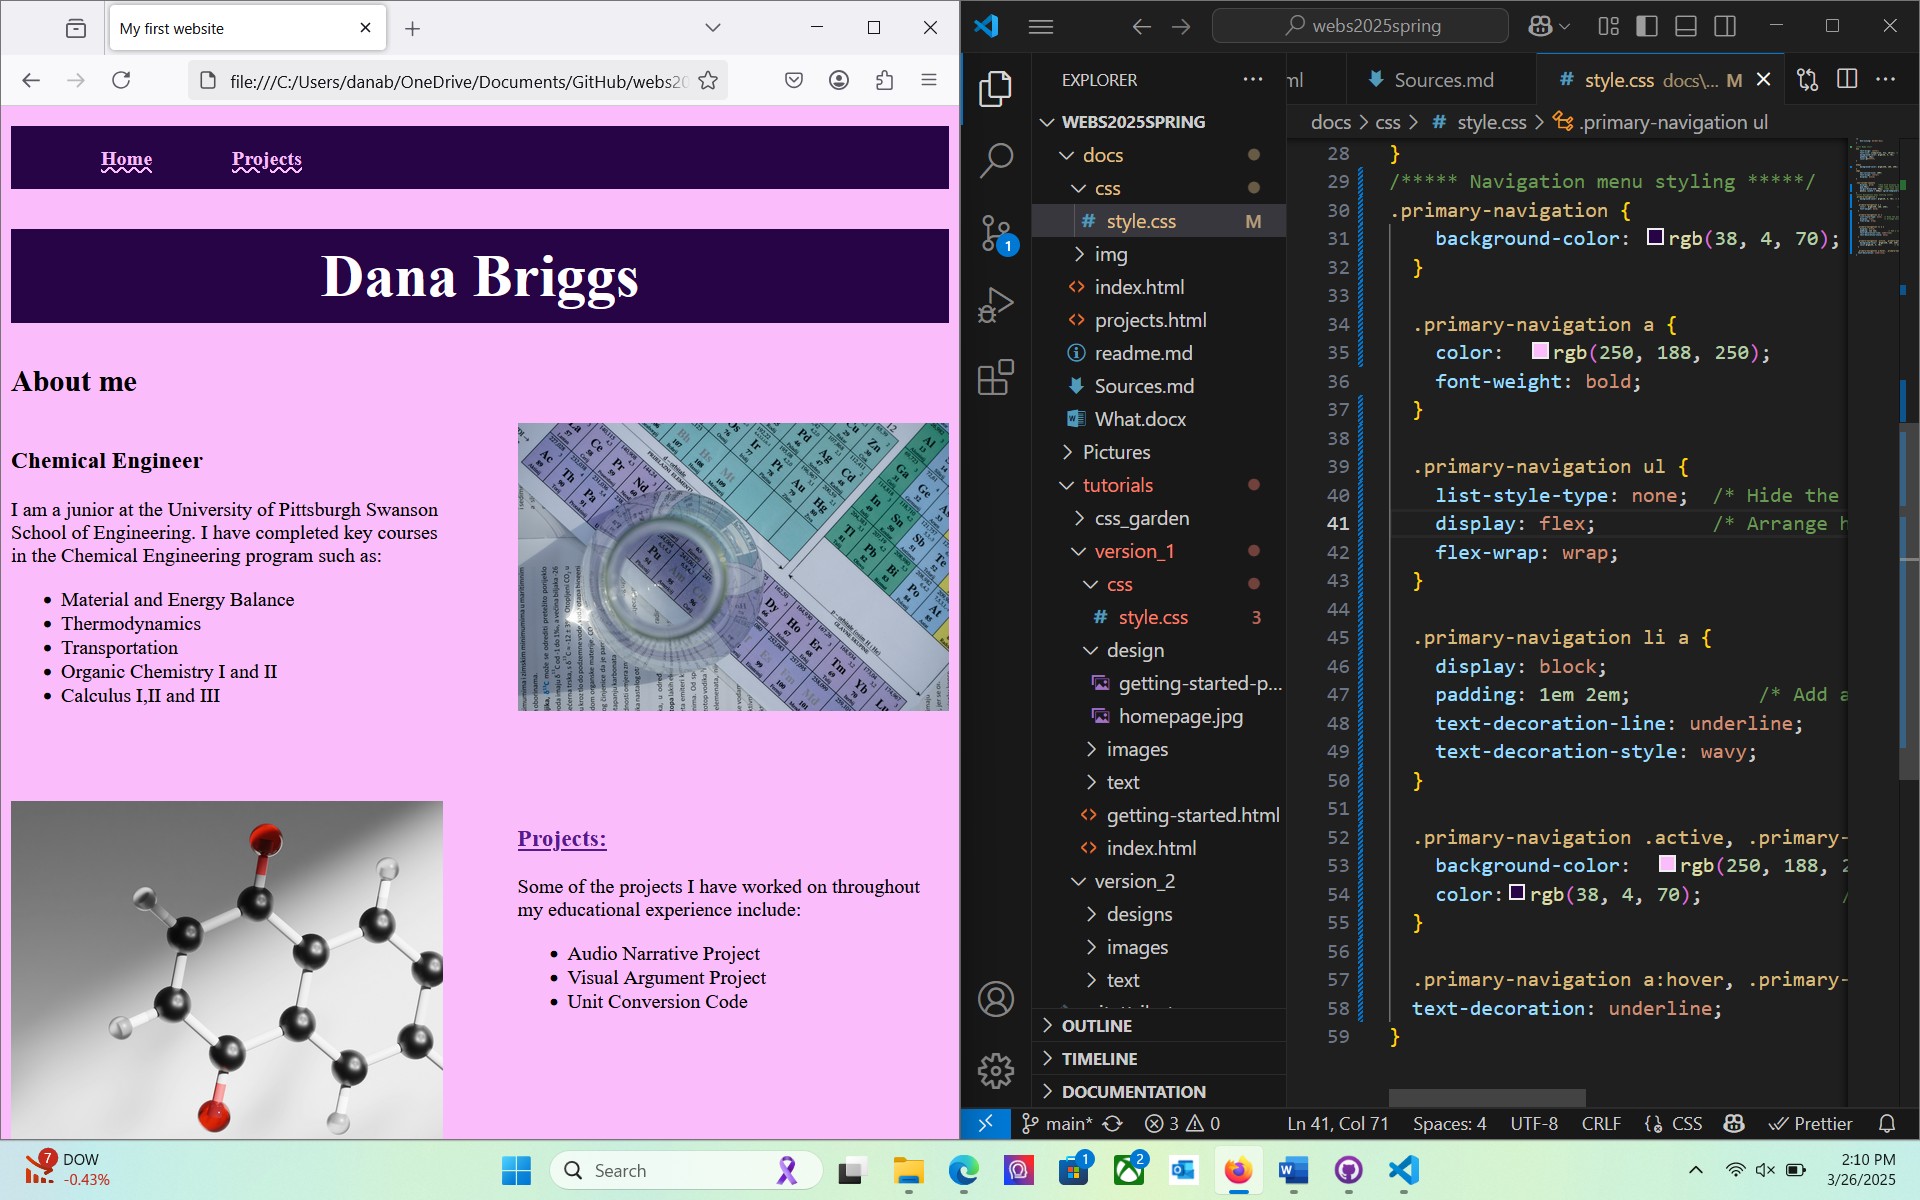 My first website
file:///C:/Users/danab/OneDrive/Documents/GitHub/webs20
Home Projects
Dana Briggs
About me
Chemical Engineer
I am a junior at the University of Pittsburgh Swanson
School of Engineering. I have completed key courses
in the Chemical Engineering program such as:
Material and Energy Balance
Thermodynamics
Transportation
Organic Chemistry I and II
Calculus I,II and III
Projects:
Some of the projects I have worked on throughout
my educational experience include:
Audio Narrative Project
Visual Argument Project
Unit Conversion Code
webs2025spring
EXPLORER
WEBS2025SPRING
docs
css
# style.css M
img
index.html
projects.html
readme.md
Sources.md
What.docx
Pictures
tutorials
css_garden
version_1
css
# style.css 3
design
getting-started-p...
homepage.jpg
images
text
getting-started.html
index.html
version_2
designs
images
text
OUTLINE
TIMELINE
DOCUMENTATION
1
ml Sources.md # style.css docs\... M
docs > css > # style.css > .primary-navigation ul
28 }
29 /***** Navigation menu styling *****/
30 .primary-navigation {
31 background-color: rgb(38, 4, 70);
32 }
33
34 .primary-navigation a {
35 color: rgb(250, 188, 250);
36 font-weight: bold;
37 }
38
39 .primary-navigation ul {
40 list-style-type: none; /* Hide the
41 display: flex; /* Arrange h
42 flex-wrap: wrap;
43 }
44
45 .primary-navigation li a {
46 display: block;
47 padding: 1em 2em; /* Add a
48 text-decoration-line: underline;
49 text-decoration-style: wavy;
50 }
51
52 .primary-navigation .active, .primary-
53 background-color: rgb(250, 188, 2
54 color: rgb(38, 4, 70); /
55 }
56
57 .primary-navigation a:hover, .primary-
58 text-decoration: underline;
59 }
main* 3 0 Ln 41, Col 71 Spaces: 4 UTF-8 CRLF CSS Prettier
7 DOW
-0.43%
Search
1
2
2:10 PM
3/26/2025